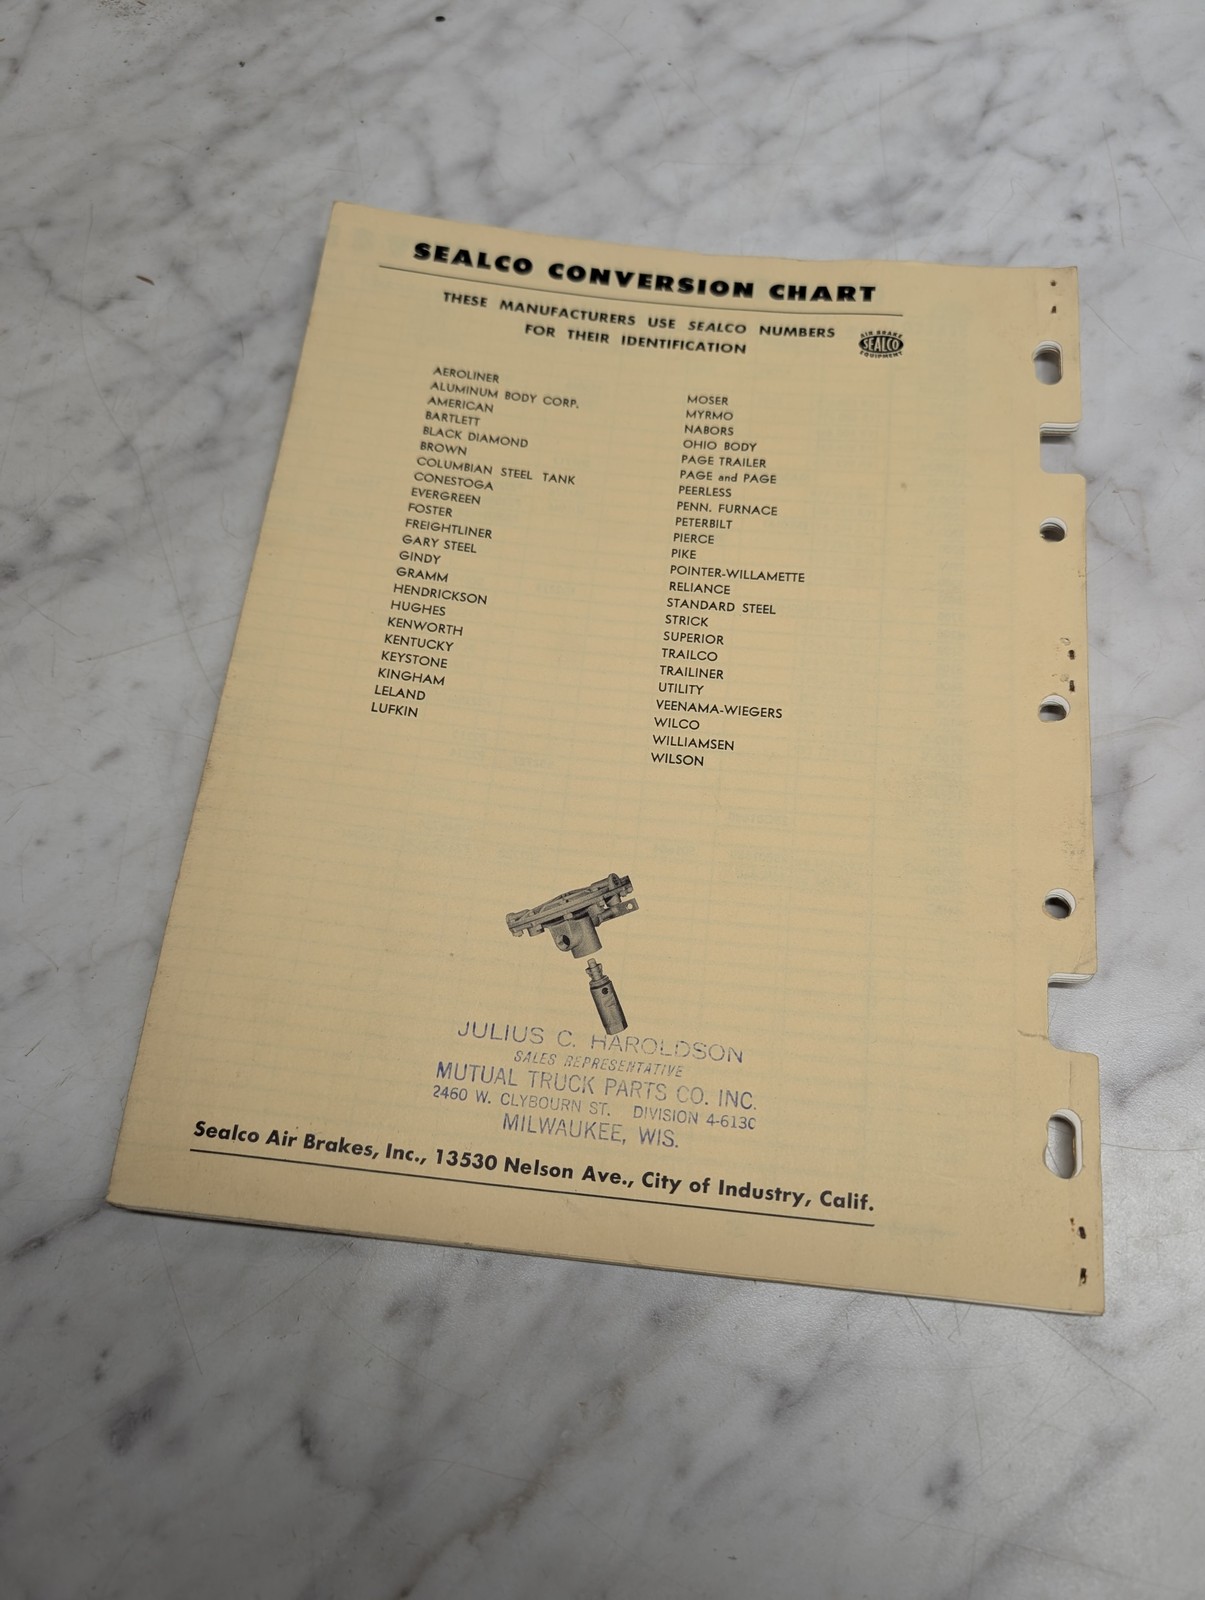 SEALCO CONVERSION CHART
THESE MANUFACTURERS USE SEALCO NUMBERS
FOR THEIR IDENTIFICATION
AIR BRAKE
SEALCO
EQUIPMENT
AEROLINER
ALUMINUM BODY CORP.
AMERICAN
BARTLETT
BLACK DIAMOND
BROWN
COLUMBIAN STEEL TANK
CONESTOGA
EVERGREEN
FOSTER
FREIGHTLINER
GARY STEEL
GINDY
GRAMM
HENDRICKSON
HUGHES
KENWORTH
KENTUCKY
KEYSTONE
KINGHAM
LELAND
LUFKIN
MOSER
MYRMO
NABORS
OHIO BODY
PAGE TRAILER
PAGE and PAGE
PEERLESS
PENN. FURNACE
PETERBILT
PIERCE
PIKE
POINTER-WILLAMETTE
RELIANCE
STANDARD STEEL
STRICK
SUPERIOR
TRAILCO
TRAILINER
UTILITY
VEENAMA-WIEGERS
WILCO
WILLIAMSEN
WILSON
JULIUS C. HAROLDSON
SALES REPRESENTATIVE
MUTUAL TRUCK PARTS CO. INC.
2460 W. CLYBOURN ST. DIVISION
MILWAUKEE, WIS.
Sealco Air Brakes, Inc., 13530 Nelson Ave., City of Industry, Calif.